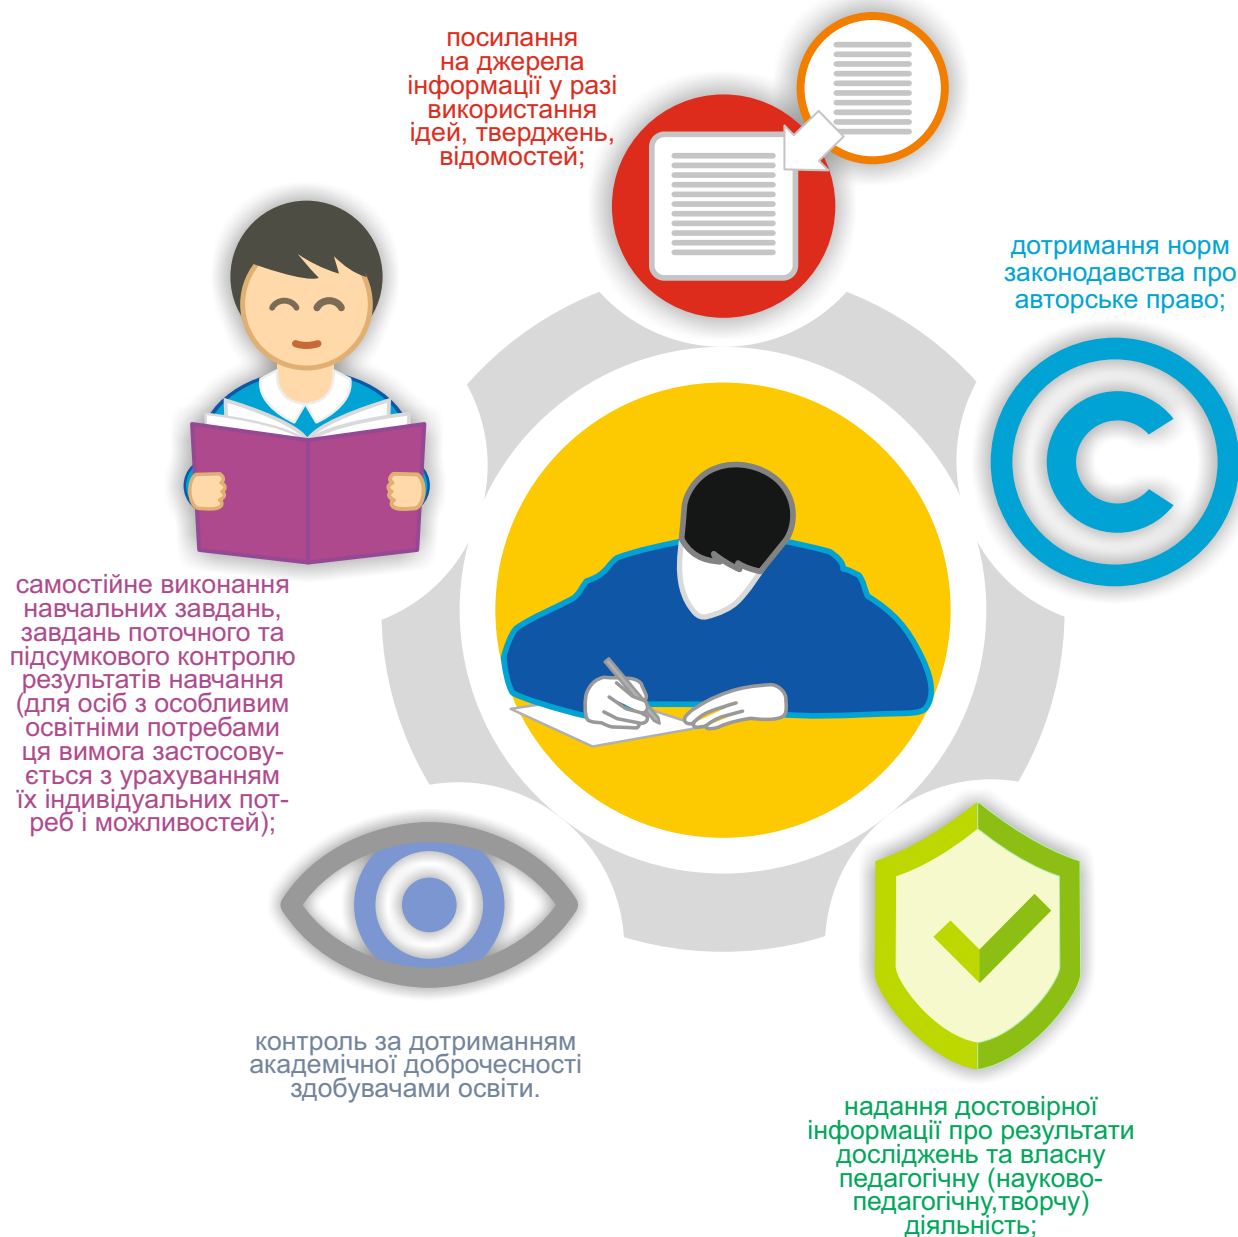 посилання
на джерела
інформації у разі
використання
ідей, тверджень,
відомостей;
дотримання норм
законодавства про
авторське право;
самостійне виконання
навчальних завдань,
завдань поточного та
підсумкового контролю
результатів навчання
(для осіб з особливим
освітніми потребами
ця вимога застосову-
ється з урахуванням
їх індивідуальних пот-
реб і можливостей);
контроль за дотриманням
академічної доброчесності
здобувачами освіти.
надання достовірної
інформації про результати
досліджень та власну
педагогічну (науково-
педагогічну,творчу)
діяльність;